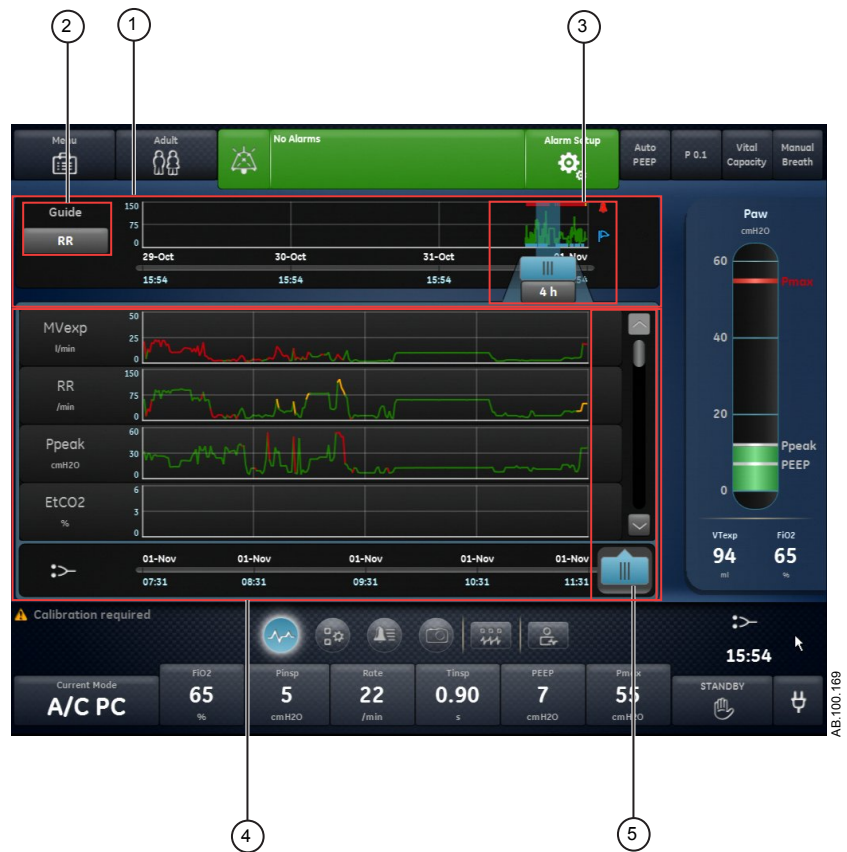 2
1
3
Menu
Adult
No Alarms
Alarm Setup
Auto
PEEP
P 0.1
Vital
Capacity
Manual
Breath
Guide
RR
150
75
0
29-Oct
30-Oct
31-Oct
01-Nov
15:54
15:54
15:54
54
4 h
Paw
cmH2O
60
40
20
0
Pmax
Ppeak
PEEP
MVexp
l/min
50
25
0
RR
/min
150
75
0
Ppeak
cmH2O
60
30
0
EtCO2
%
6
3
0
01-Nov
01-Nov
01-Nov
01-Nov
01-Nov
07:31
08:31
09:31
10:31
11:31
VTexp
94
ml
FiO2
65
%
Calibration required
15:54
Current Mode
A/C PC
FiO2
65
%
Pinsp
5
cmH2O
Rate
22
/min
Tinsp
0.90
s
PEEP
7
cmH2O
Pmax
55
cmH2O
STANDBY
AB.100.169
4
5